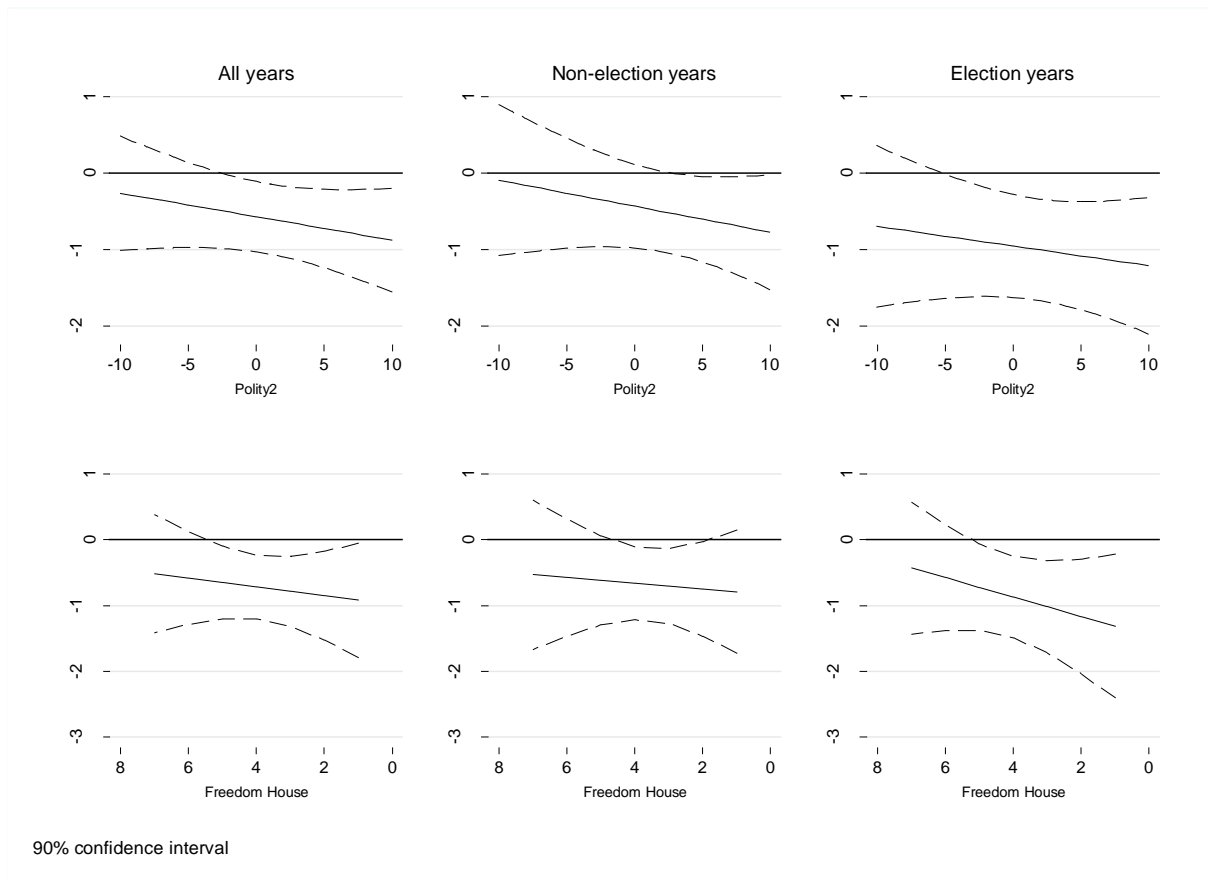 All years
Non-election years
Election years
1
0
-1
-2
-10 -5 0 5 10
Polity2
1
0
-1
-2
-10 -5 0 5 10
Polity2
1
0
-1
-2
-10 -5 0 5 10
Polity2
1
0
-1
-2
-3
8 6 4 2 0
Freedom House
1
0
-1
-2
-3
8 6 4 2 0
Freedom House
1
0
-1
-2
-3
8 6 4 2 0
Freedom House
90% confidence interval